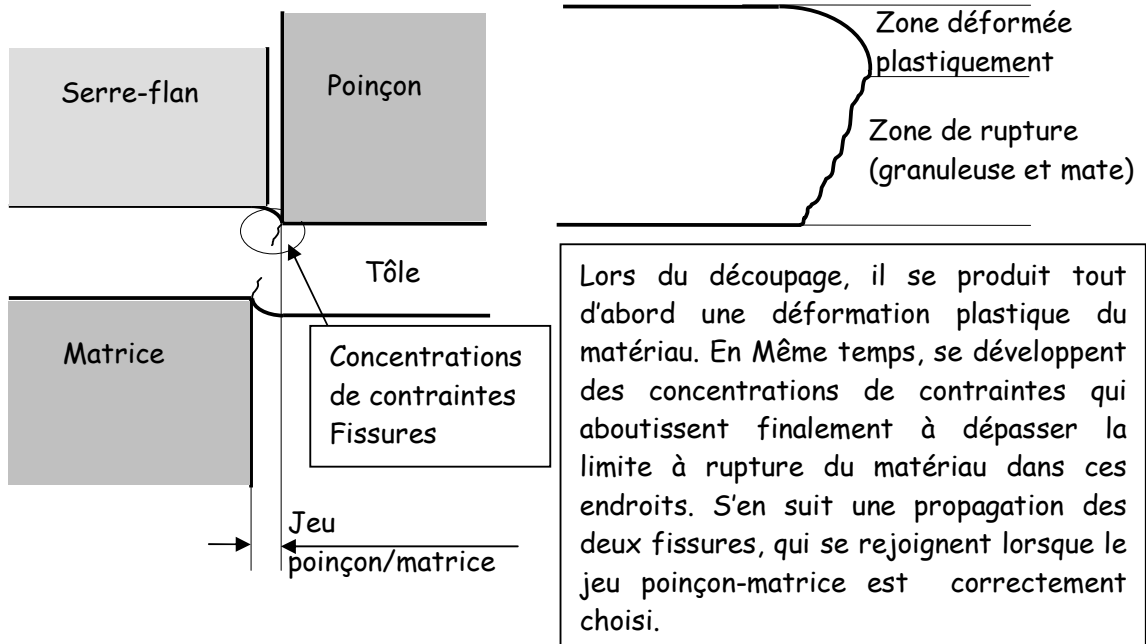 Serre-flan
Poinçon
Tôle
Matrice
Concentrations
de contraintes
Fissures
Jeu
poinçon/matrice
Zone déformée
plastiquement
Zone de rupture
(granuleuse et mate)
Lors du découpage, il se produit tout
d'abord une déformation plastique du
matériau. En Même temps, se développent
des concentrations de contraintes qui
aboutissent finalement à dépasser la
limite à rupture du matériau dans ces
endroits. S'en suit une propagation des
deux fissures, qui se rejoignent lorsque le
jeu poinçon-matrice est correctement
choisi.